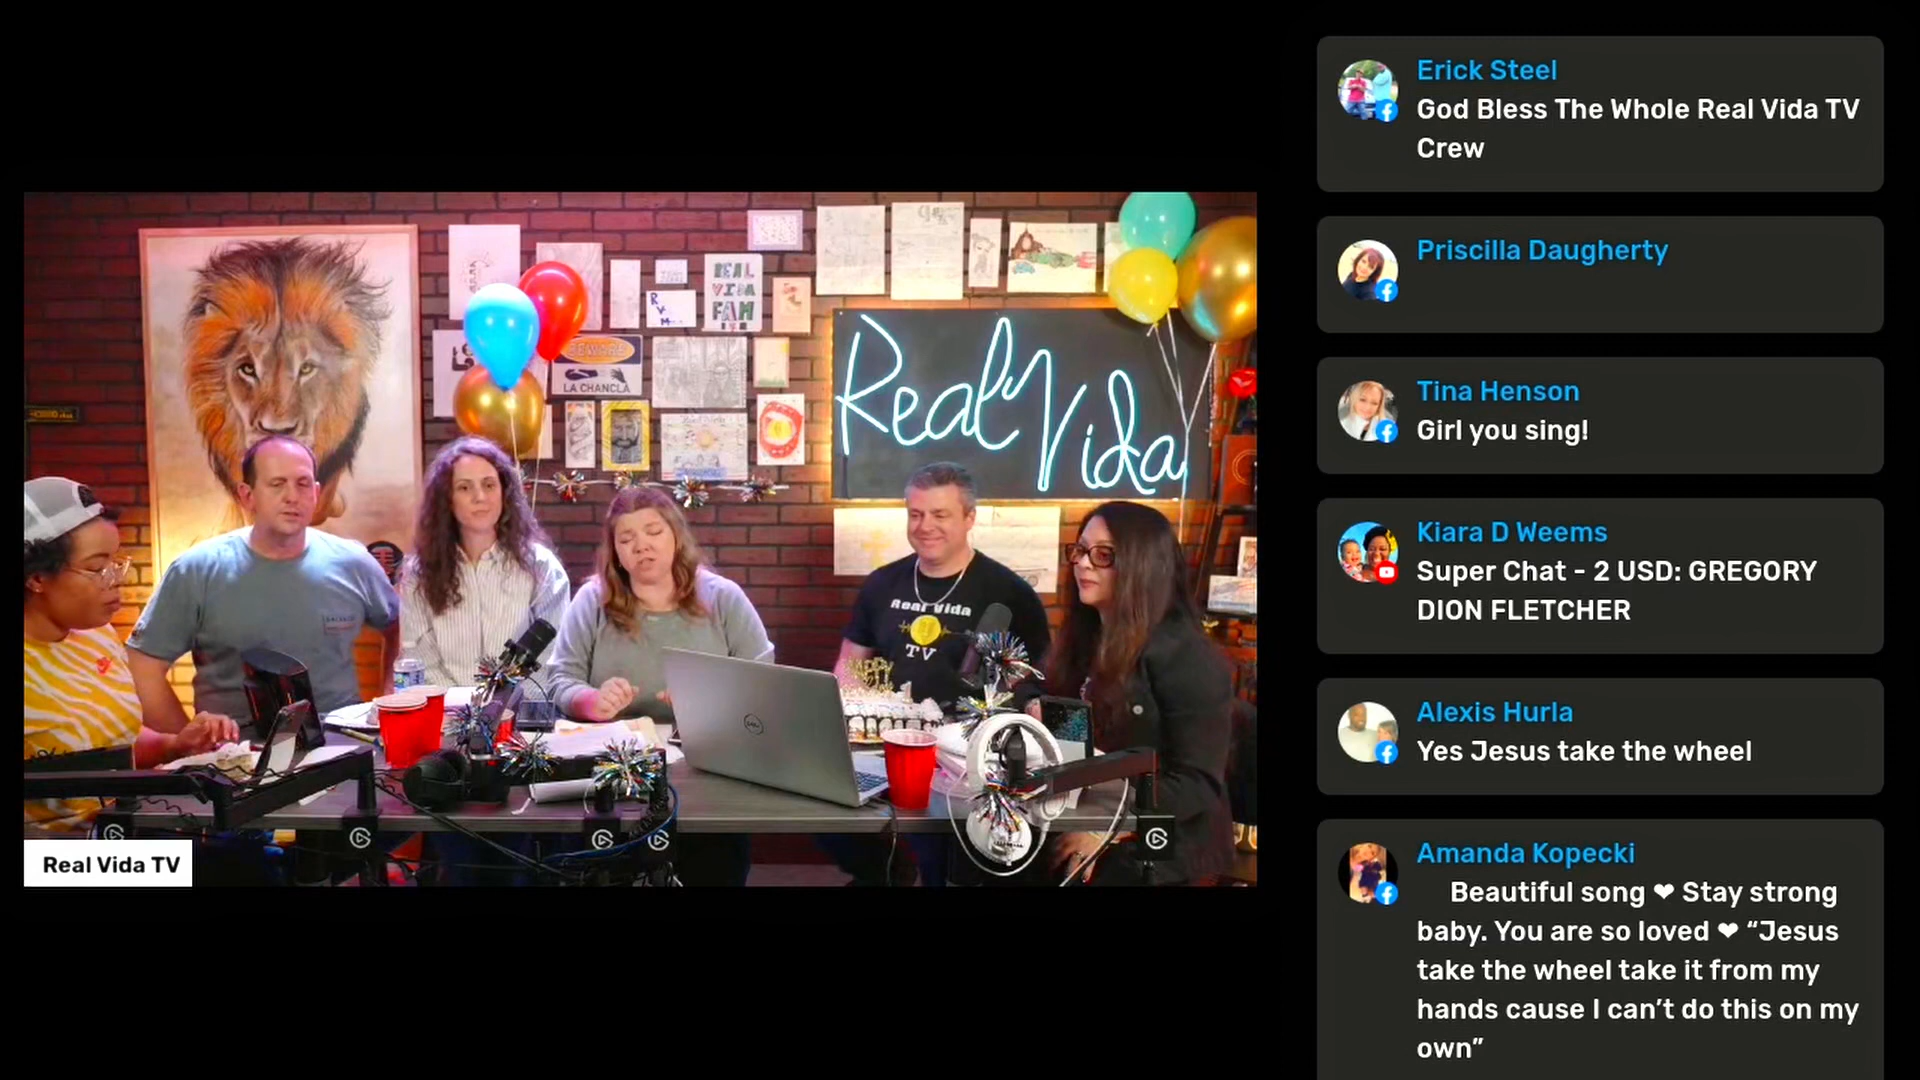 REAL
VIDA
FAM
R
V
M
BEWARE
LA CHANCLA
Real Vida
Real Vida
TV
HAPPY
DELL
Real Vida TV
Erick Steel
God Bless The Whole Real Vida TV
Crew
Priscilla Daugherty
Tina Henson
Girl you sing!
Kiara D Weems
Super Chat - 2 USD: GREGORY
DION FLETCHER
Alexis Hurla
Yes Jesus take the wheel
Amanda Kopecki
Beautiful song ❤ Stay strong
baby. You are so loved ❤ “Jesus
take the wheel take it from my
hands cause I can’t do this on my
own”